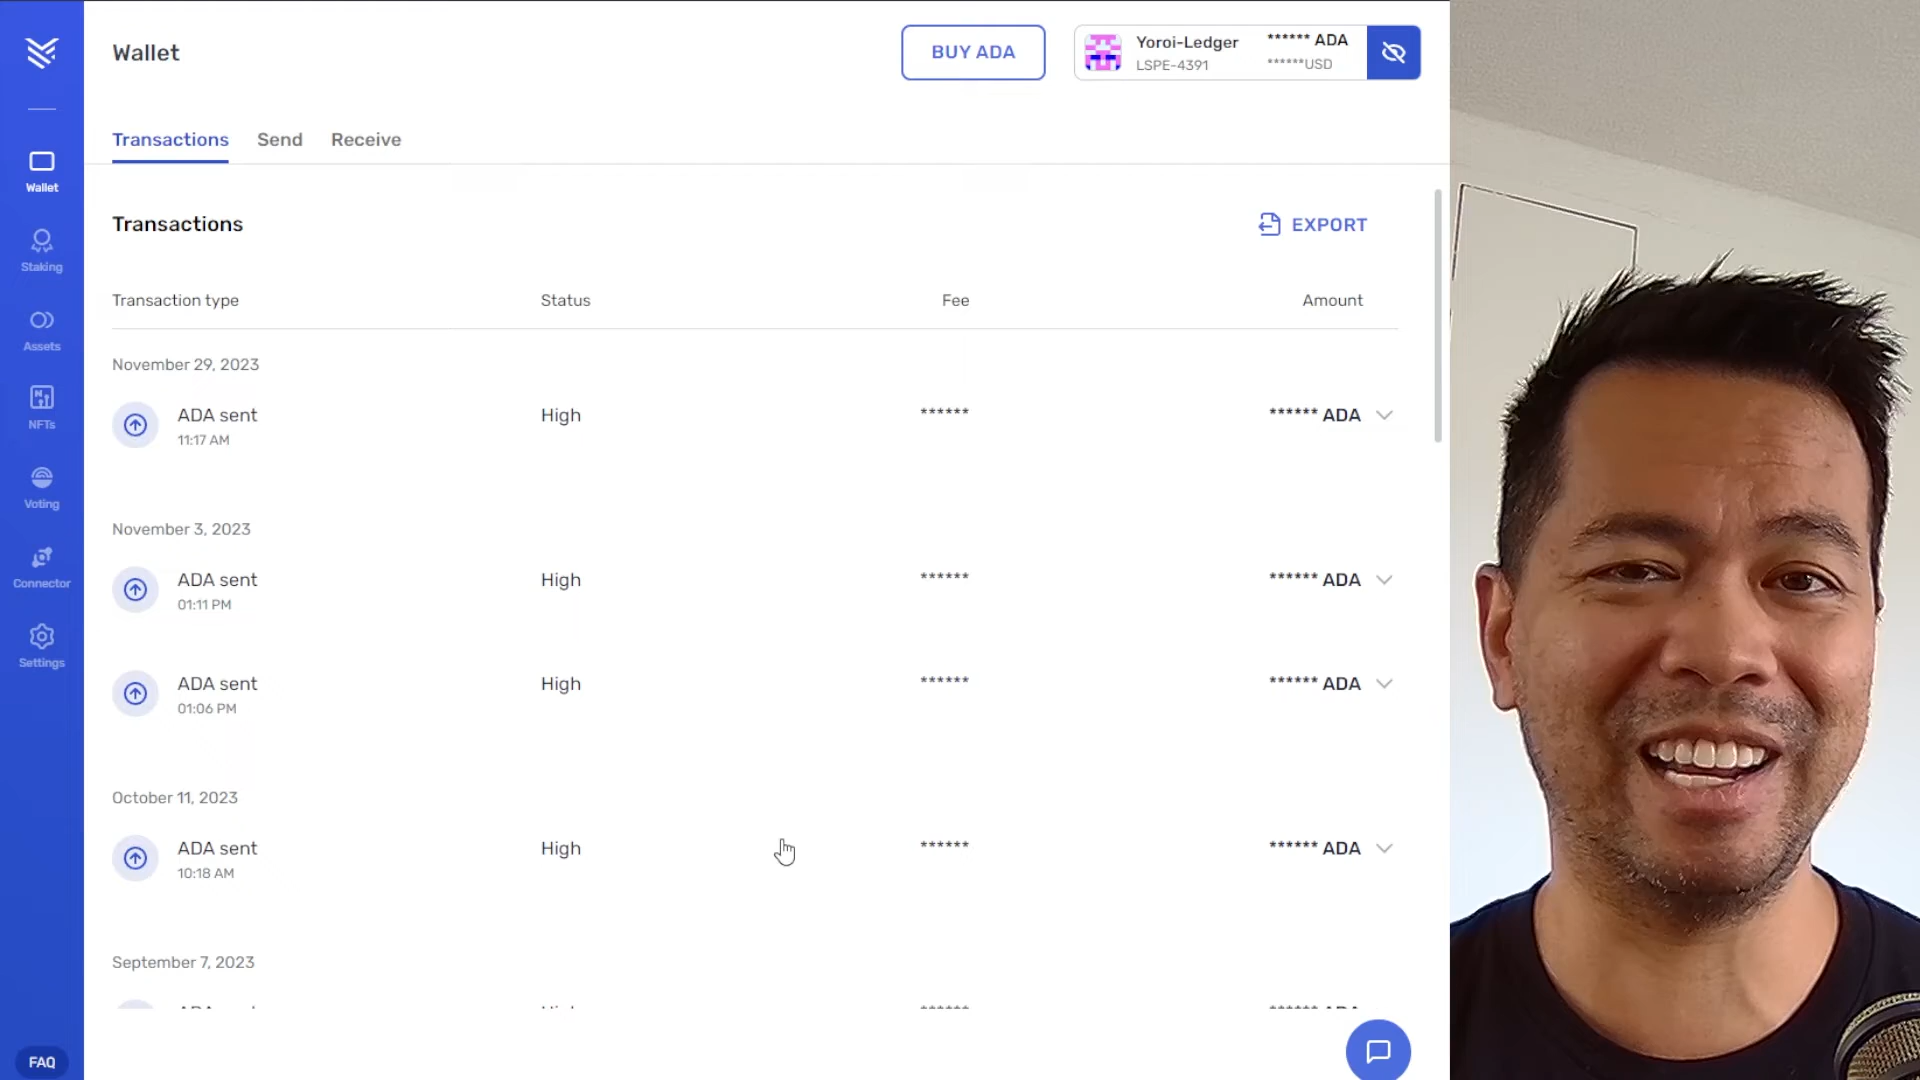 Wallet
BUY ADA
Yoroi-Ledger ****** ADA
LSPE-4391 ******USD
Transactions Send Receive
Wallet
Staking
Assets
NFTs
Voting
Connector
Settings
FAQ
Transactions EXPORT
Transaction type Status Fee Amount
November 29, 2023
ADA sent High ****** ****** ADA
11:17 AM
November 3, 2023
ADA sent High ****** ****** ADA
01:11 PM
ADA sent High ****** ****** ADA
01:06 PM
October 11, 2023
ADA sent High ****** ****** ADA
10:18 AM
September 7, 2023